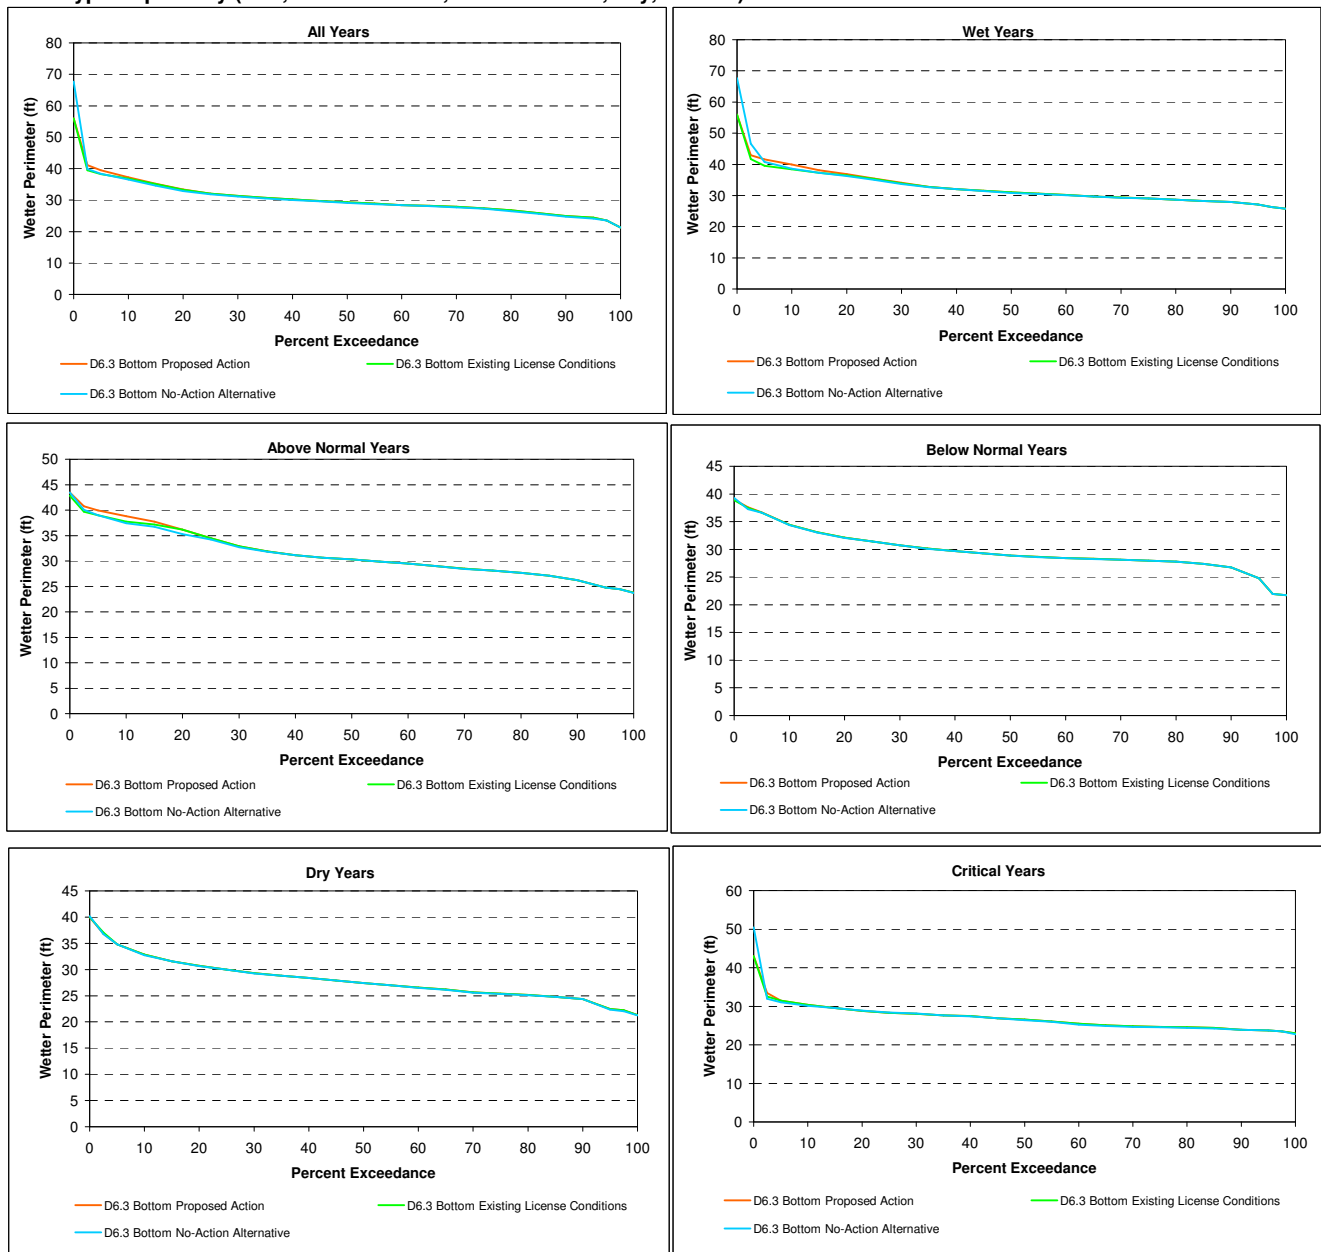 All Years
Wetter Perimeter (ft)
80
70
60
50
40
30
20
10
0
0 10 20 30 40 50 60 70 80 90 100
Percent Exceedance
D6.3 Bottom Proposed Action
D6.3 Bottom Existing License Conditions
D6.3 Bottom No-Action Alternative
Wet Years
Wetter Perimeter (ft)
80
70
60
50
40
30
20
10
0
0 10 20 30 40 50 60 70 80 90 100
Percent Exceedance
D6.3 Bottom Proposed Action
D6.3 Bottom Existing License Conditions
D6.3 Bottom No-Action Alternative
Above Normal Years
Wetter Perimeter (ft)
50
45
40
35
30
25
20
15
10
5
0
0 10 20 30 40 50 60 70 80 90 100
Percent Exceedance
D6.3 Bottom Proposed Action
D6.3 Bottom Existing License Conditions
D6.3 Bottom No-Action Alternative
Below Normal Years
Wetter Perimeter (ft)
45
40
35
30
25
20
15
10
5
0
0 10 20 30 40 50 60 70 80 90 100
Percent Exceedance
D6.3 Bottom Proposed Action
D6.3 Bottom Existing License Conditions
D6.3 Bottom No-Action Alternative
Dry Years
Wetter Perimeter (ft)
45
40
35
30
25
20
15
10
5
0
0 10 20 30 40 50 60 70 80 90 100
Percent Exceedance
D6.3 Bottom Proposed Action
D6.3 Bottom Existing License Conditions
D6.3 Bottom No-Action Alternative
Critical Years
Wetter Perimeter (ft)
60
50
40
30
20
10
0
0 10 20 30 40 50 60 70 80 90 100
Percent Exceedance
D6.3 Bottom Proposed Action
D6.3 Bottom Existing License Conditions
D6.3 Bottom No-Action Alternative